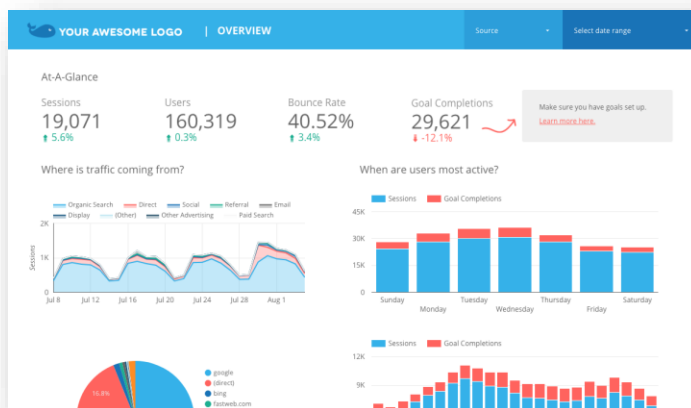 YOUR AWESOME LOGO | OVERVIEW
Source
Select date range
At-A-Glance
Sessions
19,071
5.6%
Users
160,319
0.3%
Bounce Rate
40.52%
3.4%
Goal Completions
29,621
-12.1%
Make sure you have goals set up.
Learn more here.
Where is traffic coming from?
Organic Search Direct Social Referral Email
Display (Other) Other Advertising Paid Search
Sessions
2K
1K
0
Jul 8 Jul 12 Jul 16 Jul 20 Jul 24 Jul 28 Aug 1
When are users most active?
Sessions Goal Completions
45K
30K
15K
0
Sunday Monday Tuesday Wednesday Thursday Friday Saturday
16.8%
google
(direct)
bing
fastweb.com
Sessions Goal Completions
12K
9K